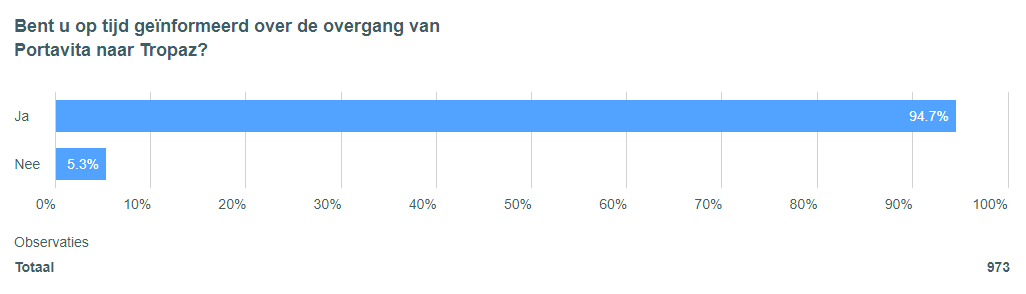 Bent u op tijd geïnformeerd over de overgang van
Portavita naar Tropaz?
Ja 94.7%
Nee 5.3%
0% 10% 20% 30% 40% 50% 60% 70% 80% 90% 100%
Observaties
Totaal 973